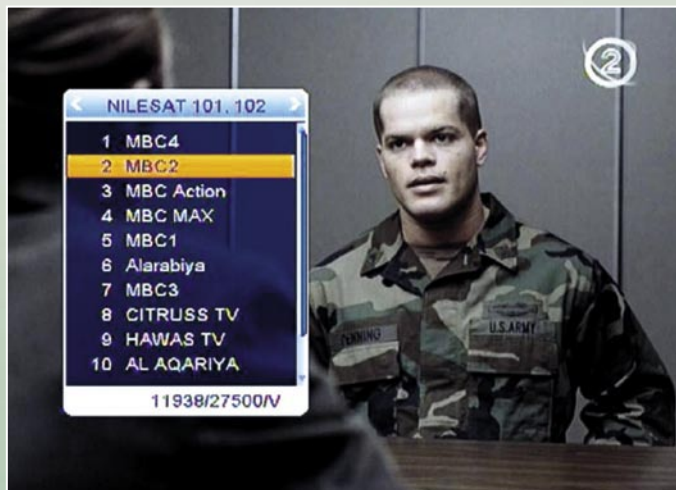 2
NILESAT 101, 102
1 MBC4
2 MBC2
3 MBC Action
4 MBC MAX
5 MBC1
6 Alarabiya
7 MBC3
8 CITRUSS TV
9 HAWAS TV
10 AL AQARIYA
11938/27500/V
U.S.ARMY